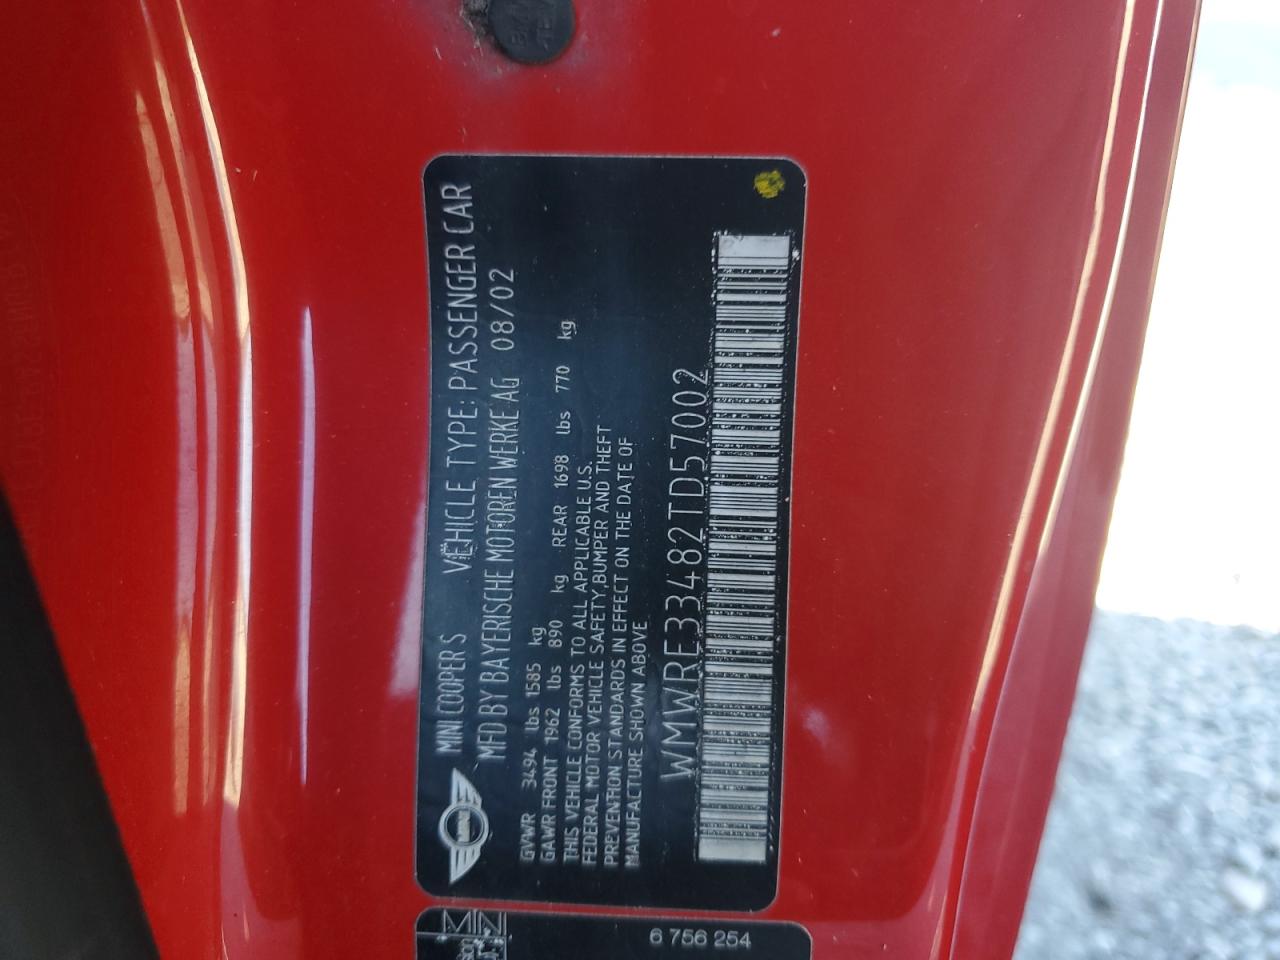 MINI COOPER S VEHICLE TYPE: PASSENGER CAR
MFD BY BAYERISCHE MOTOREN WERKE AG 08/02
GVWR 3494 lbs 1585 kg
GAWR FRONT 1962 lbs 890 kg REAR 1698 lbs 770 kg
THIS VEHICLE CONFORMS TO ALL APPLICABLE U.S.
FEDERAL MOTOR VEHICLE SAFETY,BUMPER AND THEFT
PREVENTION STANDARDS IN EFFECT ON THE DATE OF
MANUFACTURE SHOWN ABOVE
WMWRE33482TD57002
MIN
6 756 254